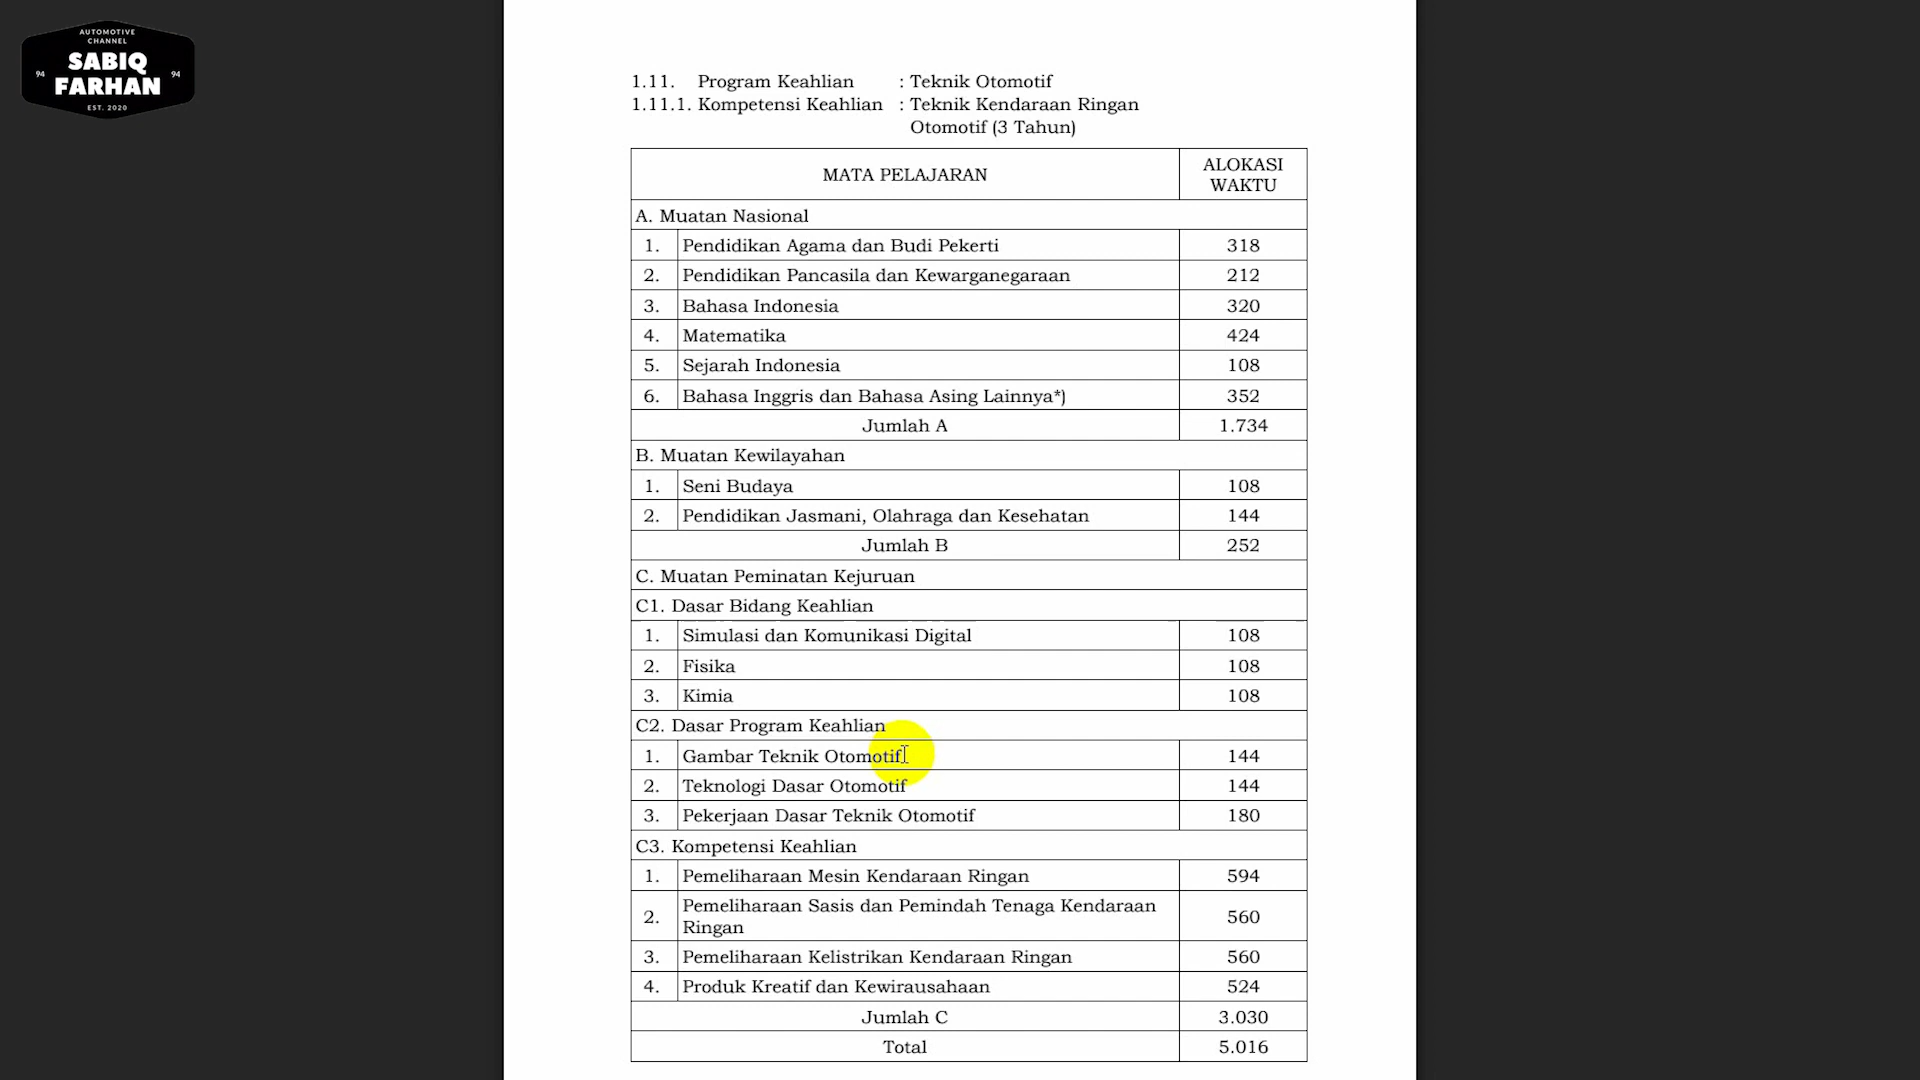 AUTOMOTIVE
CHANNEL
SABIQ
94 FARHAN 94
EST. 2020
1.11. Program Keahlian : Teknik Otomotif
1.11.1. Kompetensi Keahlian : Teknik Kendaraan Ringan
Otomotif (3 Tahun)
MATA PELAJARAN ALOKASI WAKTU
A. Muatan Nasional
1. Pendidikan Agama dan Budi Pekerti 318
2. Pendidikan Pancasila dan Kewarganegaraan 212
3. Bahasa Indonesia 320
4. Matematika 424
5. Sejarah Indonesia 108
6. Bahasa Inggris dan Bahasa Asing Lainnya*) 352
Jumlah A 1.734
B. Muatan Kewilayahan
1. Seni Budaya 108
2. Pendidikan Jasmani, Olahraga dan Kesehatan 144
Jumlah B 252
C. Muatan Peminatan Kejuruan
C1. Dasar Bidang Keahlian
1. Simulasi dan Komunikasi Digital 108
2. Fisika 108
3. Kimia 108
C2. Dasar Program Keahlian
1. Gambar Teknik Otomotif 144
2. Teknologi Dasar Otomotif 144
3. Pekerjaan Dasar Teknik Otomotif 180
C3. Kompetensi Keahlian
1. Pemeliharaan Mesin Kendaraan Ringan 594
2. Pemeliharaan Sasis dan Pemindah Tenaga Kendaraan
Ringan 560
3. Pemeliharaan Kelistrikan Kendaraan Ringan 560
4. Produk Kreatif dan Kewirausahaan 524
Jumlah C 3.030
Total 5.016